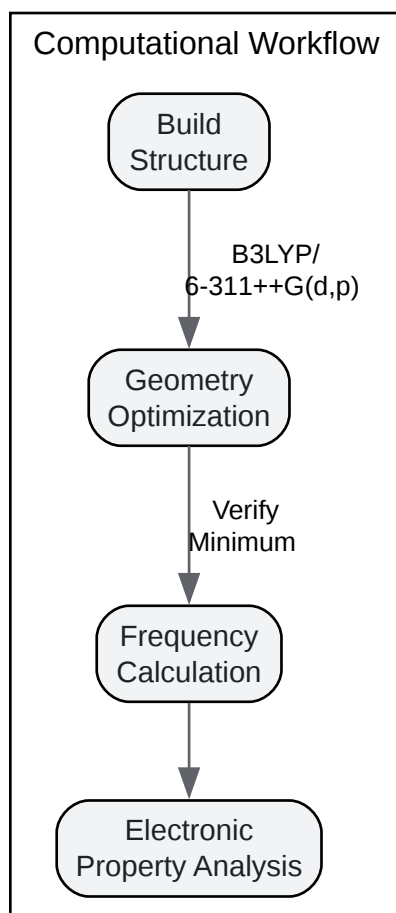 Computational Workflow
Build
Structure
B3LYP/
6-311++G(d,p)
Geometry
Optimization
Verify
Minimum
Frequency
Calculation
Electronic
Property Analysis